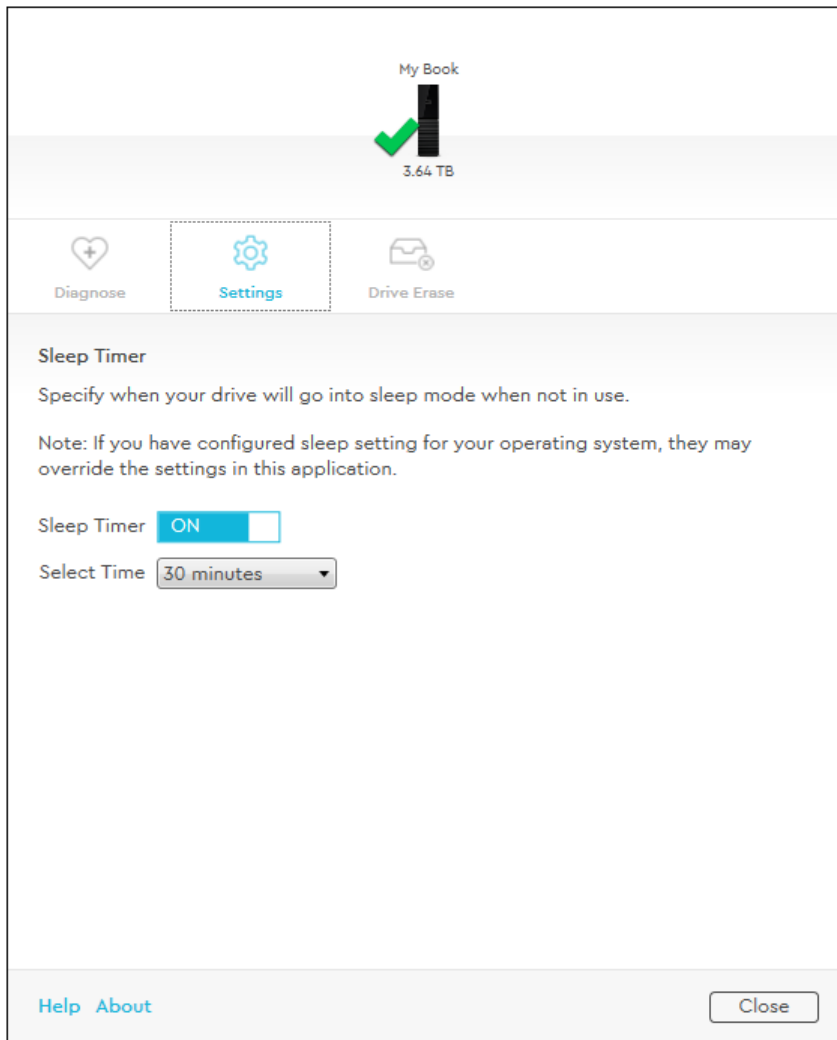 My Book
3.64 TB
Diagnose
Settings
Drive Erase
Sleep Timer
Specify when your drive will go into sleep mode when not in use.
Note: If you have configured sleep setting for your operating system, they may
override the settings in this application.
Sleep Timer ON
Select Time 30 minutes
Help About
Close